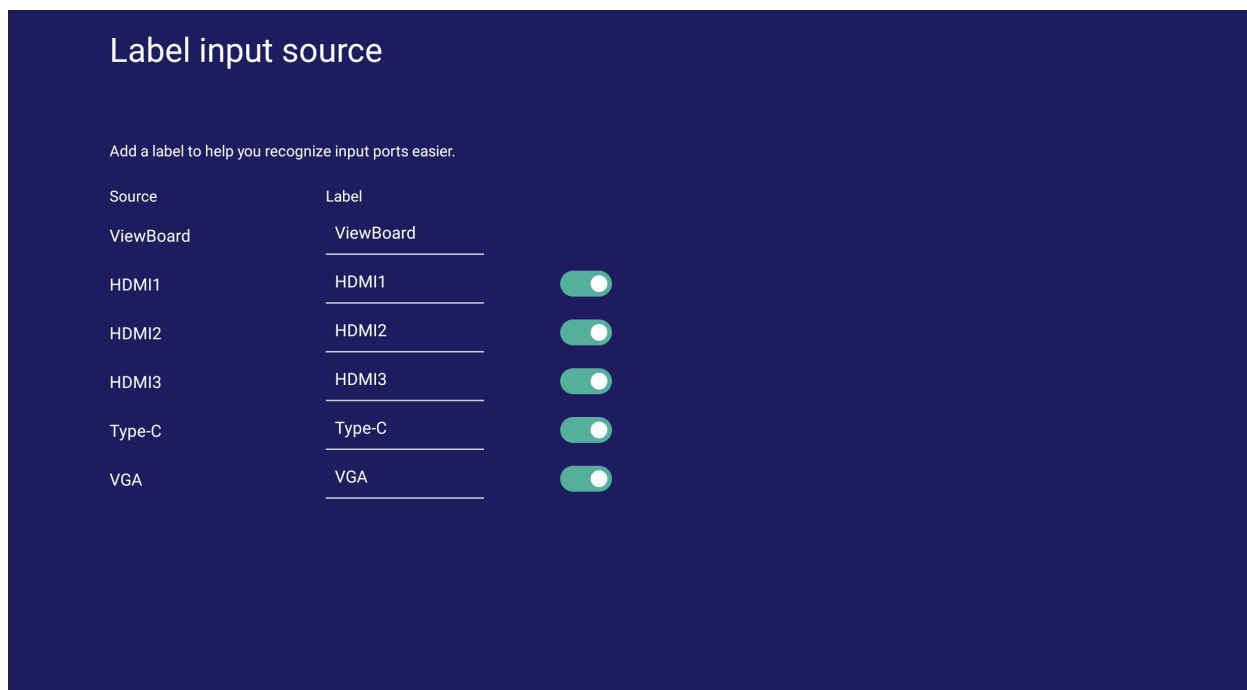 Label input source
Add a label to help you recognize input ports easier.
Source Label
ViewBoard ViewBoard
HDMI1 HDMI1
HDMI2 HDMI2
HDMI3 HDMI3
Type-C Type-C
VGA VGA